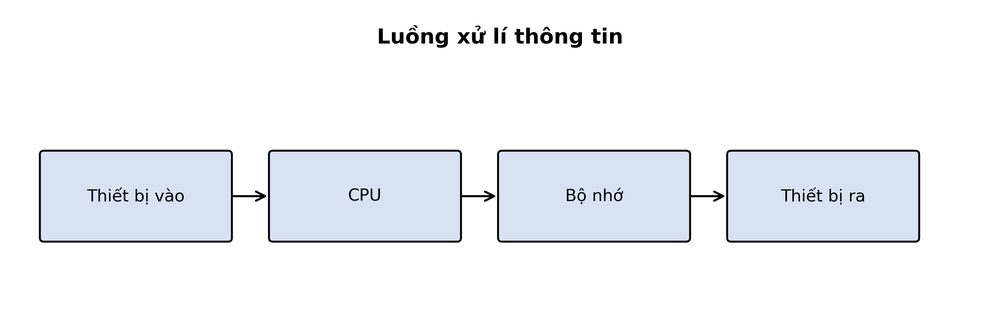 Luồng xử lí thông tin
Thiết bị vào
CPU
Bộ nhớ
Thiết bị ra